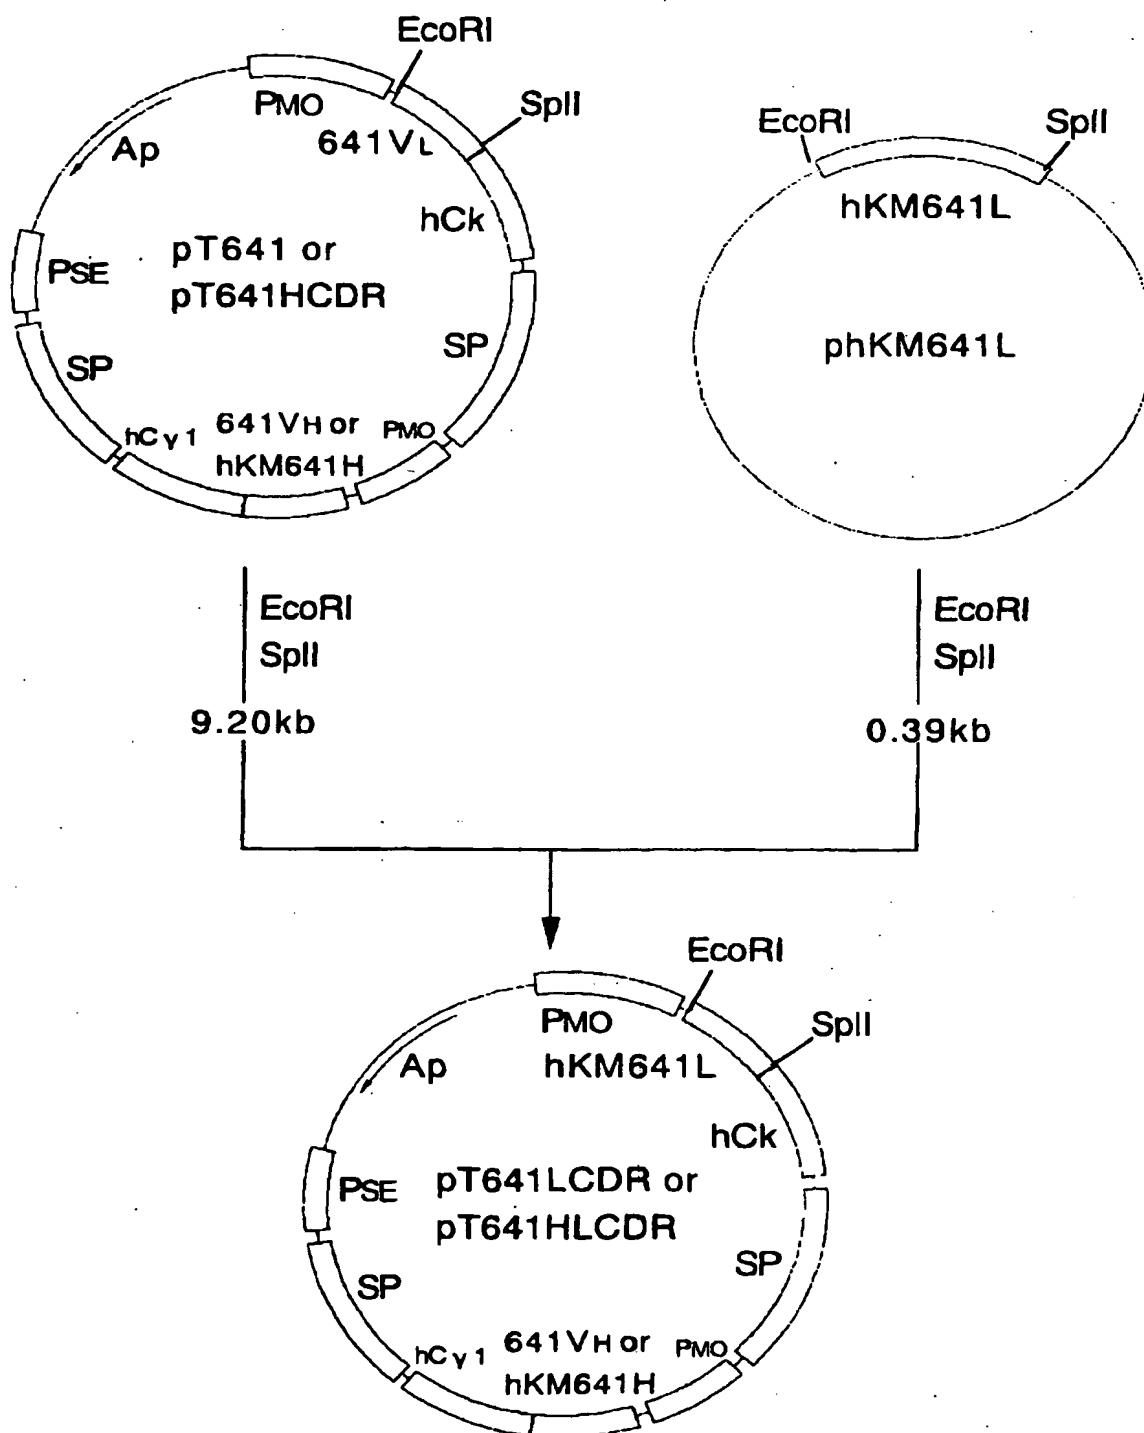 EcoRI
SplI
PMO
641VL
Ap
hCk
PSE
pT641 or
pT641HCDR
SP
SP
hCγ1
641VH or
hKM641H
PMO
EcoRI
SplI
hKM641L
phKM641L
EcoRI
SplI
9.20kb
EcoRI
SplI
0.39kb
EcoRI
SplI
PMO
hKM641L
Ap
hCk
PSE
pT641LCDR or
pT641HLCDR
SP
SP
hCγ1
641VH or
hKM641H
PMO